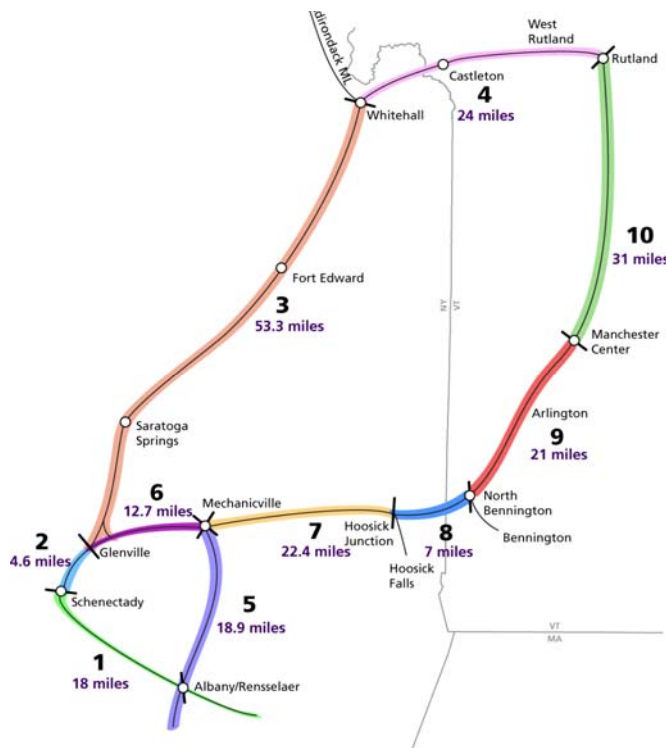 West
Rutland
Rutland
Adirondack ML
Castleton
4
24 miles
Whitehall
10
31 miles
Fort Edward
3
53.3 miles
NY
VT
Manchester
Center
Arlington
9
21 miles
Saratoga
Springs
6
12.7 miles
Mechanicville
North
Bennington
Bennington
7
22.4 miles
Hoosick
Junction
8
7 miles
Hoosick
Falls
2
4.6 miles
Glenville
Schenectady
5
18.9 miles
VT
MA
1
18 miles
Albany/Rensselaer